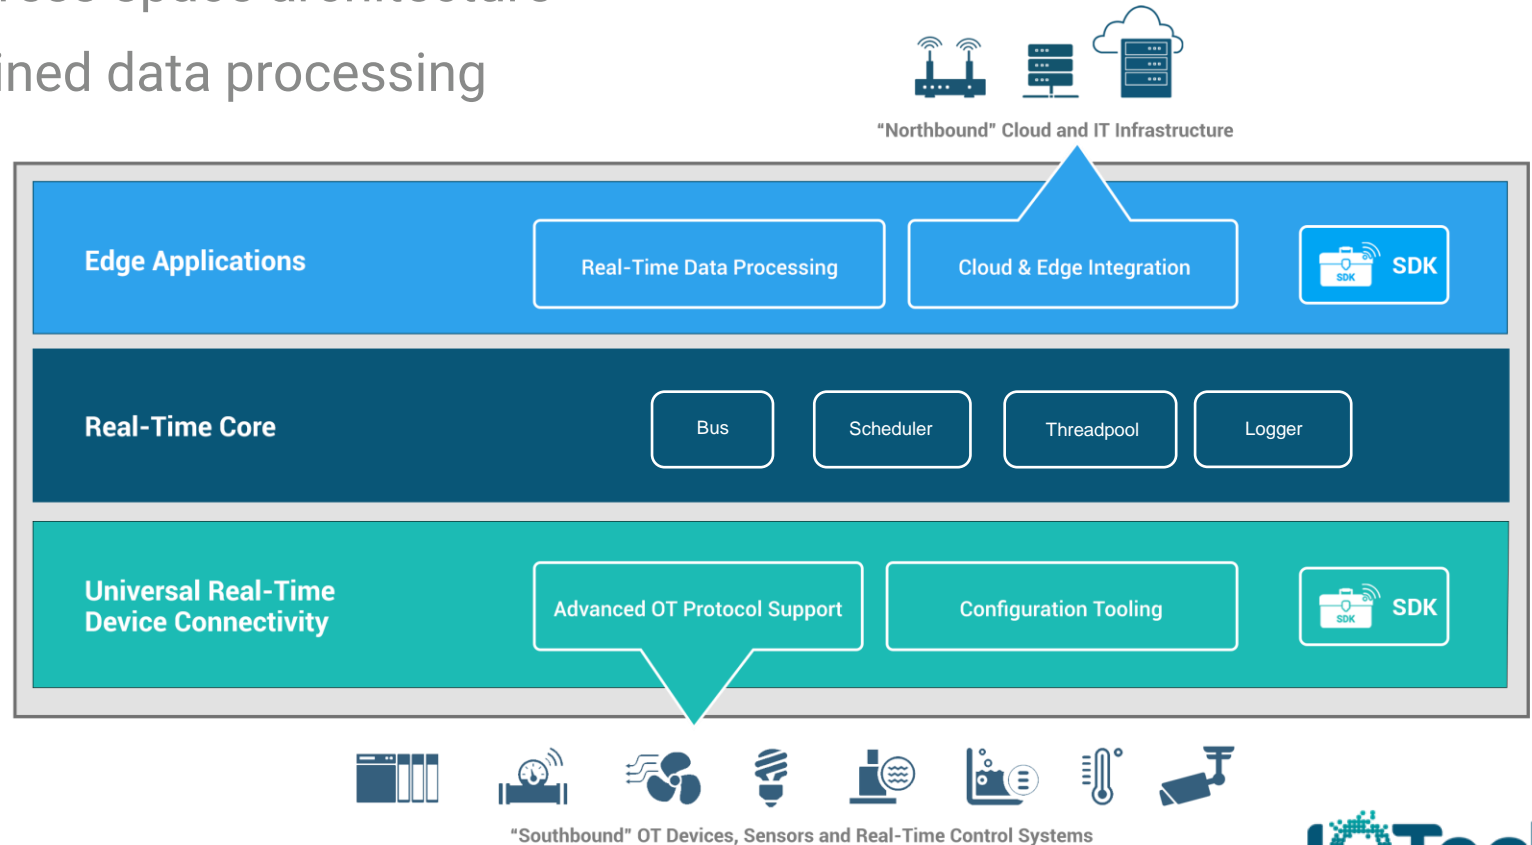 space architecture
data processing
“Northbound” Cloud and IT Infrastructure
Edge Applications
Real-Time Data Processing
Cloud & Edge Integration
SDK
SDK
Real-Time Core
Bus
Scheduler
Threadpool
Logger
Universal Real-Time
Device Connectivity
Advanced OT Protocol Support
Configuration Tooling
SDK
SDK
“Southbound” OT Devices, Sensors and Real-Time Control Systems